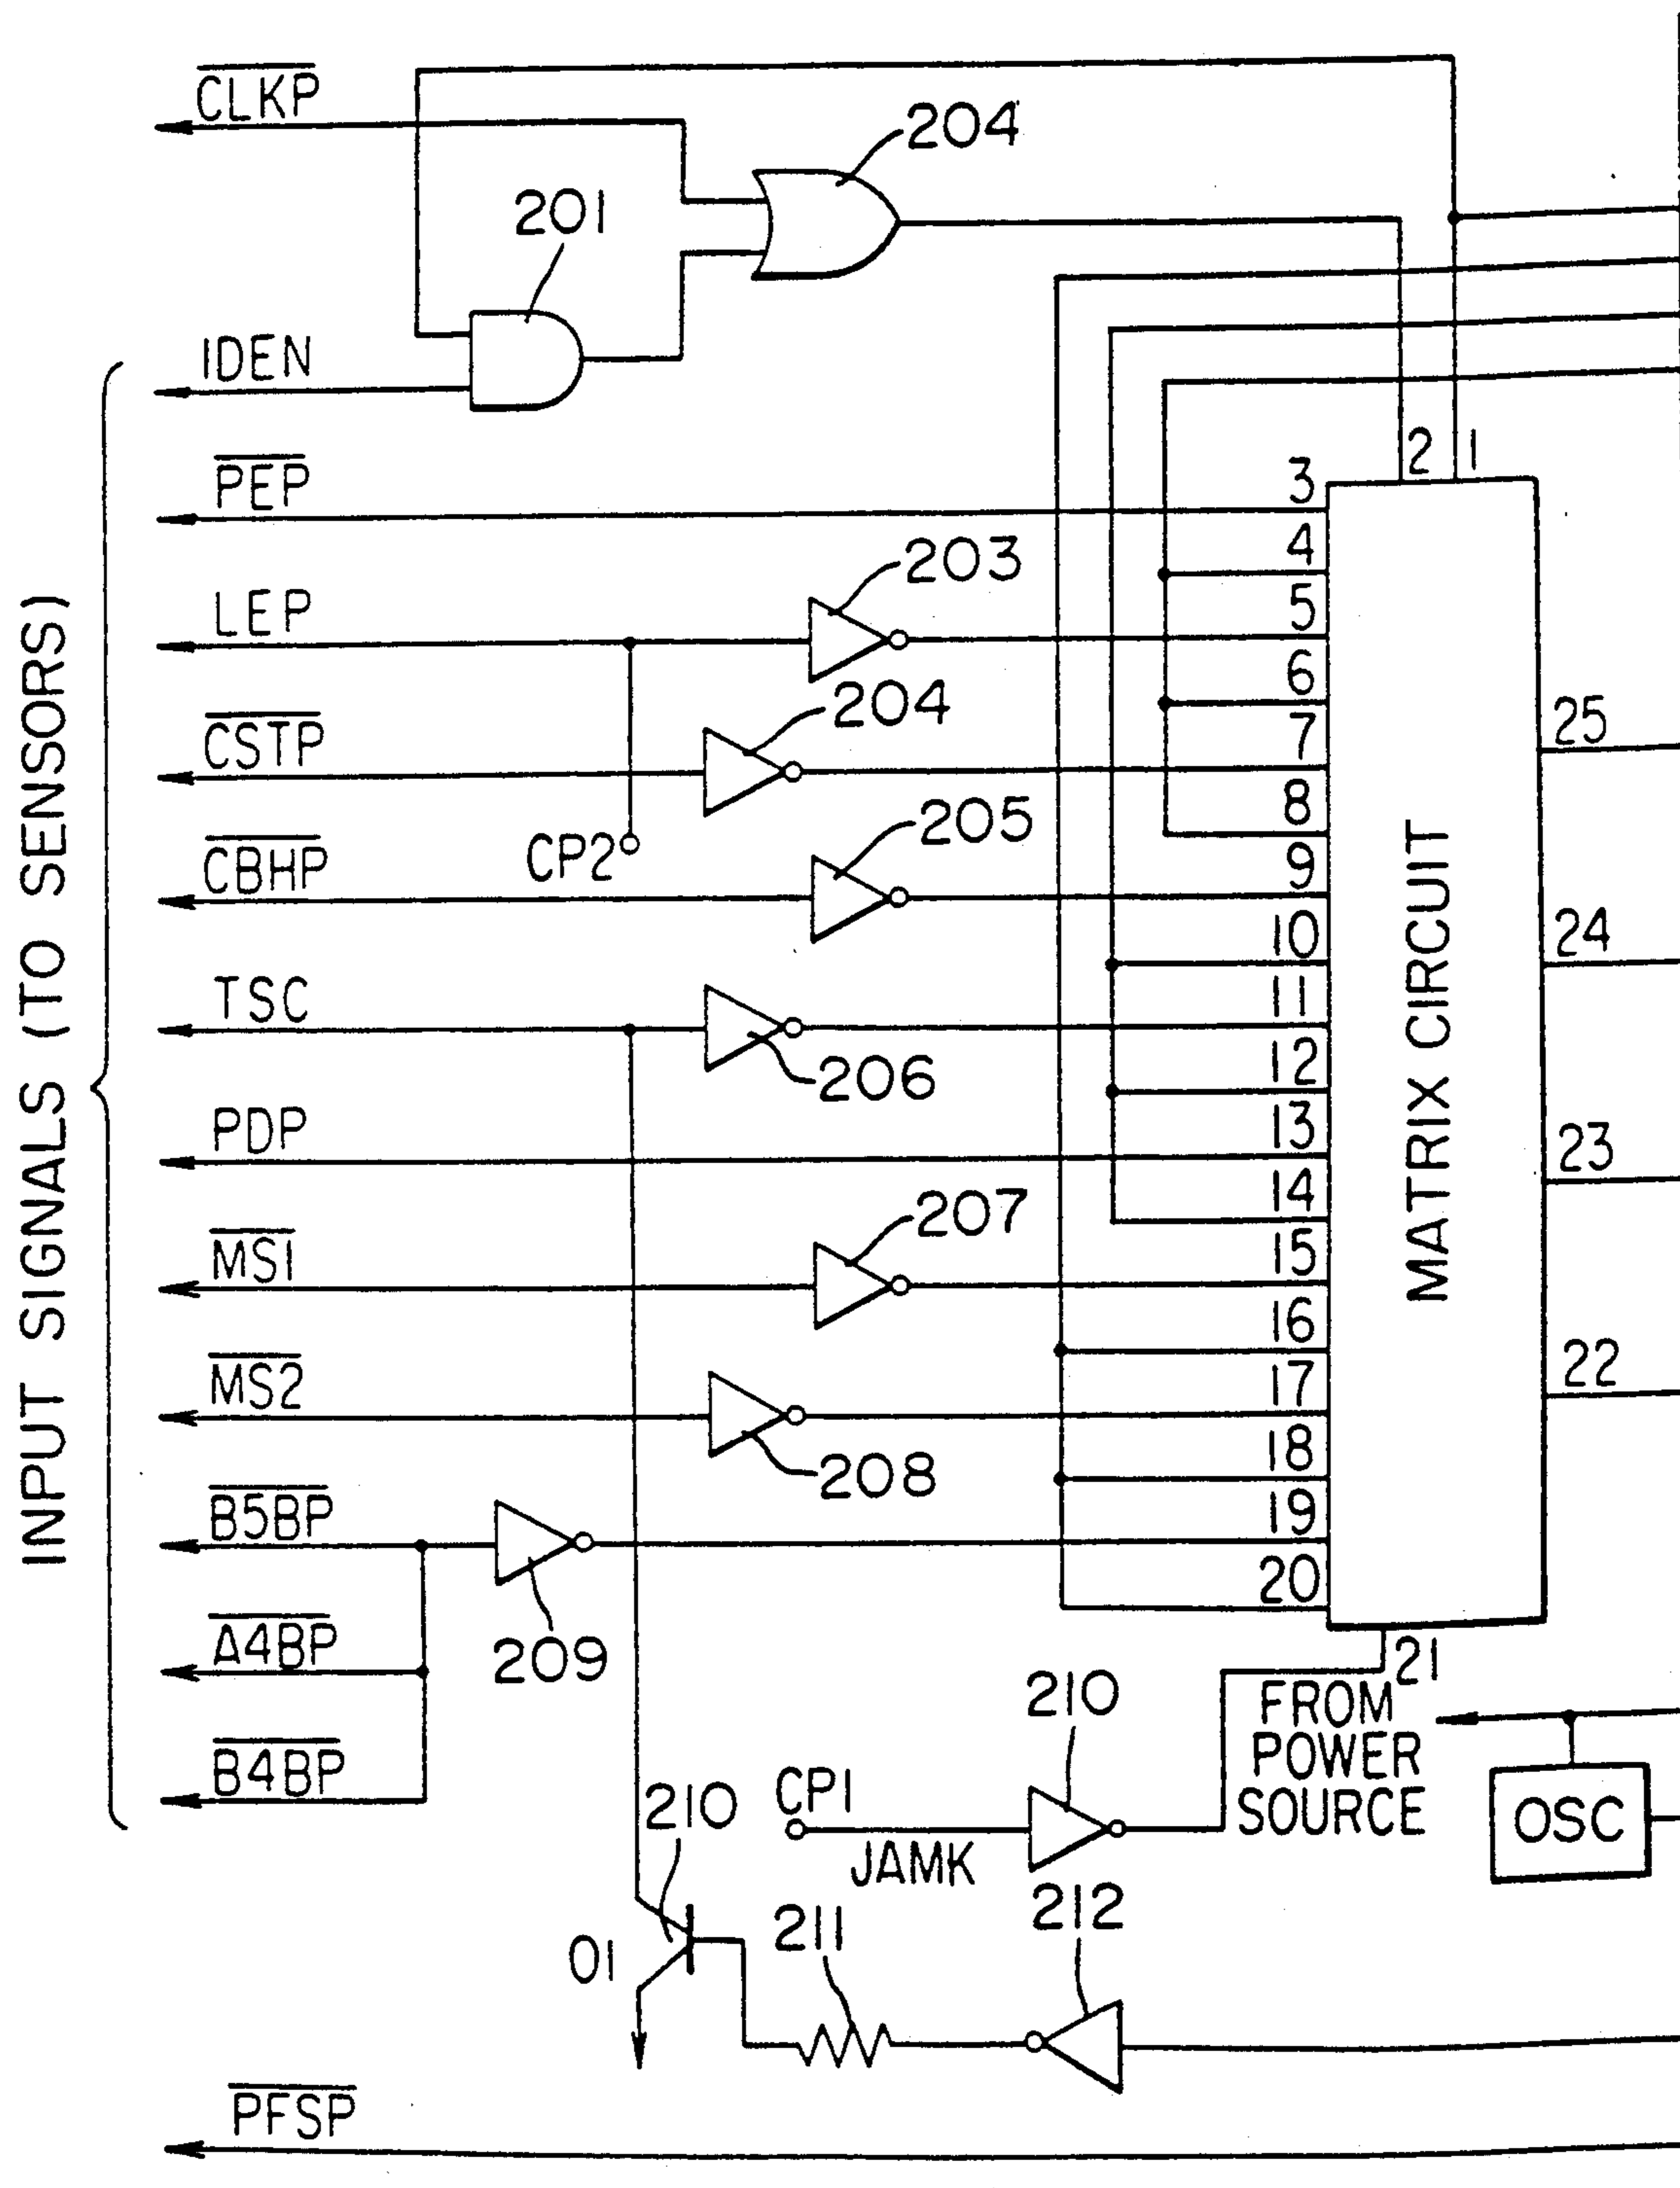 CLKP
204
201
IDEN
2 1
PEP
3
4
203
LEP
5
6
204
CSTP
7
25
8
205
CBHP
CP2
9
10
24
TSC
11
206
12
PDP
13
23
14
207
MS1
15
16
22
MS2
17
208
18
B5BP
19
20
A4BP
209
21
210
FROM
POWER
SOURCE
B4BP
210
CP1
JAMK
OSC
212
211
01
PFSP
MATRIX CIRCUIT
INPUT SIGNALS (TO SENSORS)